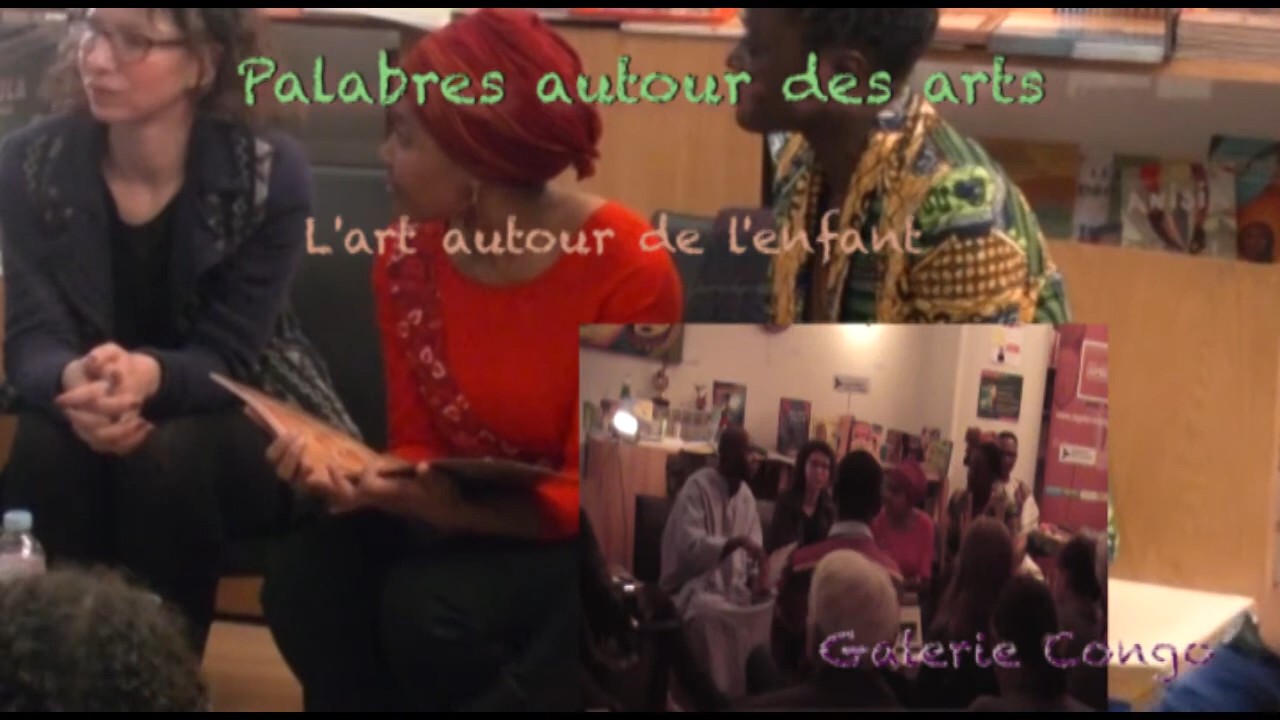 Palabres autour des arts
L'art autour de l'enfant
Galerie Congo